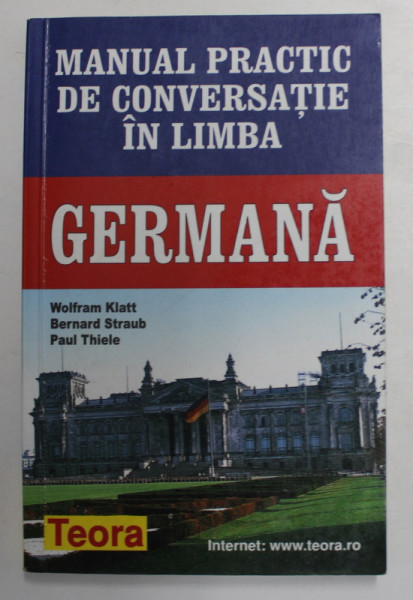 MANUAL PRACTIC
DE CONVERSAȚIE
ÎN LIMBA
GERMANĂ
Wolfram Klatt
Bernard Straub
Paul Thiele
Teora
Internet: www.teora.ro